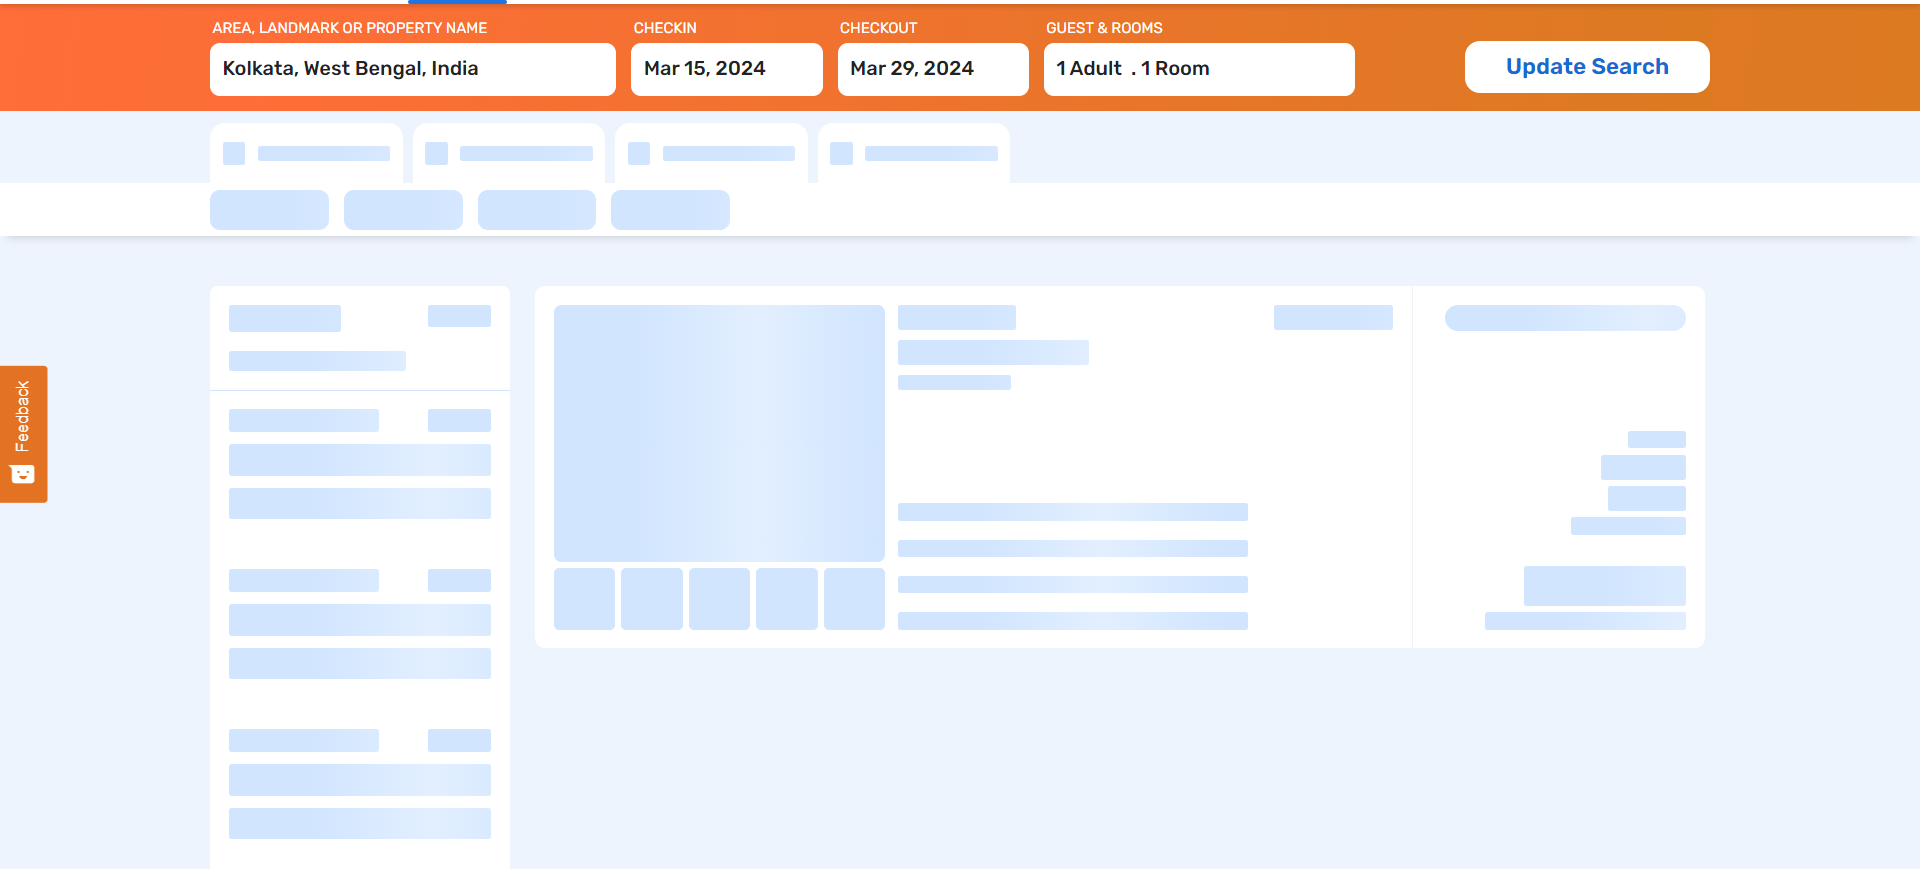 AREA, LANDMARK OR PROPERTY NAME
CHECKIN
CHECKOUT
GUEST & ROOMS
Kolkata, West Bengal, India
Mar 15, 2024
Mar 29, 2024
1 Adult . 1 Room
Update Search
Feedback